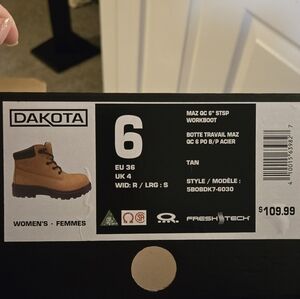 DAKOTA
WOMEN'S - FEMMES
6
EU 36
UK 4
WID: R / LRG : S
MAZ QC 6" STSP
WORKBOOT
BOTTE TRAVAIL MAZ
QC 6 PO B/P ACIER
TAN
STYLE / MODÈLE :
5BOBDK7-6030
FRESHTECH
$109.99